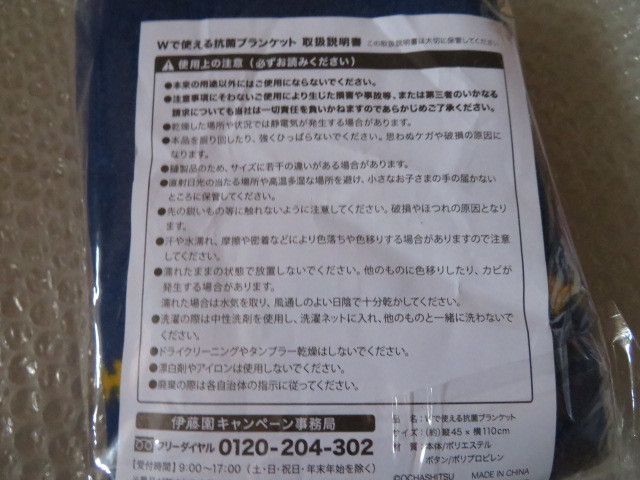 Wで使える抗菌ブランケット 取扱説明書 この取扱説明書は大切に保管してください
使用上の注意（必ずお読みください）
●本来の用途以外にはご使用にならないでください。
●注意事項にそわないご使用により生じた損害や事故等、または第三者のいかなる
請求についても当社は一切責任を負いかねますのであらかじめご了承ください。
●乾燥した場所や状況では静電気が発生する場合があります。
●本品を振り回したり、強くひっぱらないでください。思わぬケガや破損の原因に
なります。
●縫製品のため、サイズに若干の違いがある場合があります。
●直射日光の当たる場所や高温多湿な場所を避け、小さなお子さまの手の届かない
ところに保管してください。
●先の鋭いもの等に触れないように注意してください。破損やほつれの原因となり
ます。
●汗や水濡れ、摩擦や密着などにより色落ちや色移りする場合がありますので注意
してください。
●濡れたままの状態で放置しないでください。他のものに色移りしたり、カビが
発生する場合があります。
濡れた場合は水気を取り、風通しのよい日陰で十分乾かしてください。
●洗濯の際は中性洗剤を使用し、洗濯ネットに入れ、他のものと一緒に洗わないで
ください。
●ドライクリーニングやタンブラー乾燥はしないでください。
●漂白剤やアイロンは使用しないでください。
●廃棄の際は各自治体の指示に従ってください。
伊藤園キャンペーン事務局
フリーダイヤル 0120-204-302
【受付時間】9:00～17:00（土・日・祝日・年末年始を除く）
品 名：Wで使える抗菌ブランケット
サイズ：（約）縦45 x 横110cm
材 質：本体/ポリエステル
ボタン/ポリプロピレン
©OCHASHITSU MADE IN CHINA